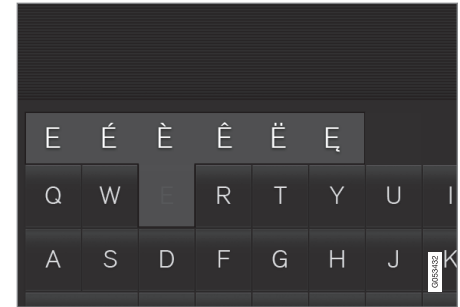 E É È Ê Ë Ę
Q W E R T Y U I
A S D F G H J K
G053432